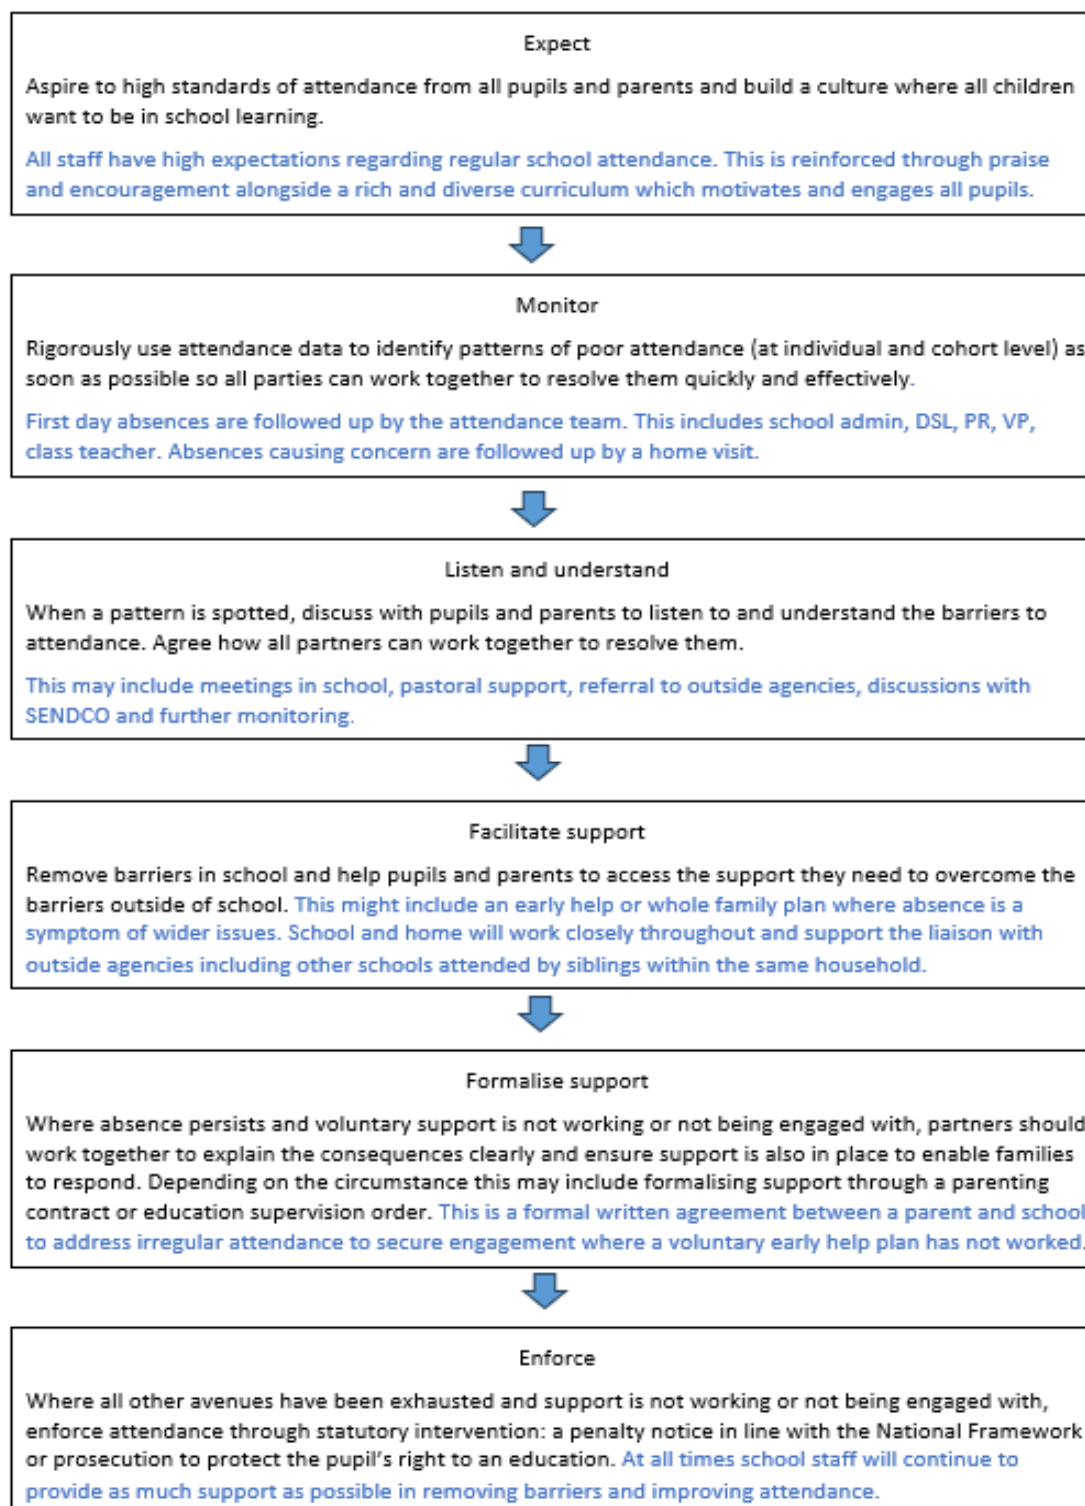 Expect
Aspire to high standards of attendance from all pupils and parents and build a culture where all children
want to be in school learning.
All staff have high expectations regarding regular school attendance. This is reinforced through praise
and encouragement alongside a rich and diverse curriculum which motivates and engages all pupils.
Monitor
Rigorously use attendance data to identify patterns of poor attendance (at individual and cohort level) as
soon as possible so all parties can work together to resolve them quickly and effectively.
First day absences are followed up by the attendance team. This includes school admin, DSL, PR, VP,
class teacher. Absences causing concern are followed up by a home visit.
Listen and understand
When a pattern is spotted, discuss with pupils and parents to listen to and understand the barriers to
attendance. Agree how all partners can work together to resolve them.
This may include meetings in school, pastoral support, referral to outside agencies, discussions with
SENDCO and further monitoring.
Facilitate support
Remove barriers in school and help pupils and parents to access the support they need to overcome the
barriers outside of school. This might include an early help or whole family plan where absence is a
symptom of wider issues. School and home will work closely throughout and support the liaison with
outside agencies including other schools attended by siblings within the same household.
Formalise support
Where absence persists and voluntary support is not working or not being engaged with, partners should
work together to explain the consequences clearly and ensure support is also in place to enable families
to respond. Depending on the circumstance this may include formalising support through a parenting
contract or education supervision order. This is a formal written agreement between a parent and school
to address irregular attendance to secure engagement where a voluntary early help plan has not worked.
Enforce
Where all other avenues have been exhausted and support is not working or not being engaged with,
enforce attendance through statutory intervention: a penalty notice in line with the National Framework
or prosecution to protect the pupil's right to an education. At all times school staff will continue to
provide as much support as possible in removing barriers and improving attendance.